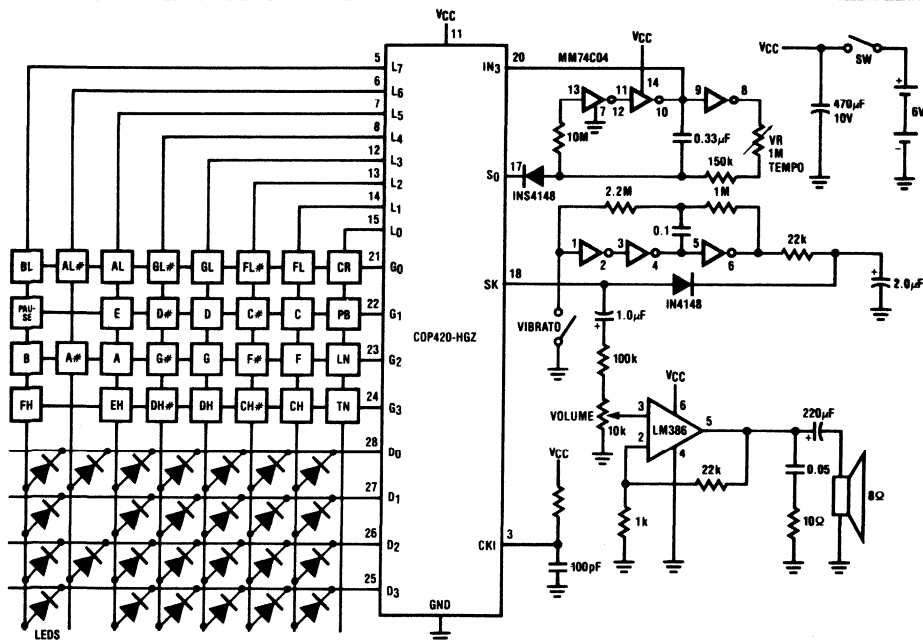 VCC
11
5
L7
6
L6
7
L5
8
L4
12
L3
13
L2
14
L1
15
L0
21
G0
22
G1
23
G2
24
G3
28
D0
27
D1
26
D2
25
D3
COP420-HGZ
GND
20
IN3
17
S0
18
SK
3
CKI
BL
AL#
AL
GL#
GL
FL#
FL
CR
PAU-
SE
E
D#
D
C#
C
PB
B
A#
A
G#
G
F#
F
LN
FH
EH
DH#
DH
CH#
CH
TN
LEDS
MM74C04
VCC
13
11
14
9
8
7
12
10
10M
0.33µF
VR
1M
TEMPO
150k
INS4148
2.2M
1M
0.1
1
2
3
4
5
6
22k
2.0µF
+
IN4148
VIBRATO
1.0µF
+
100k
VOLUME
10k
VCC
3
6
5
LM386
2
4
22k
1k
220µF
+
0.05
10Ω
8Ω
VCC
100pF
VCC
SW
470µF
10V
+
+
6V
−